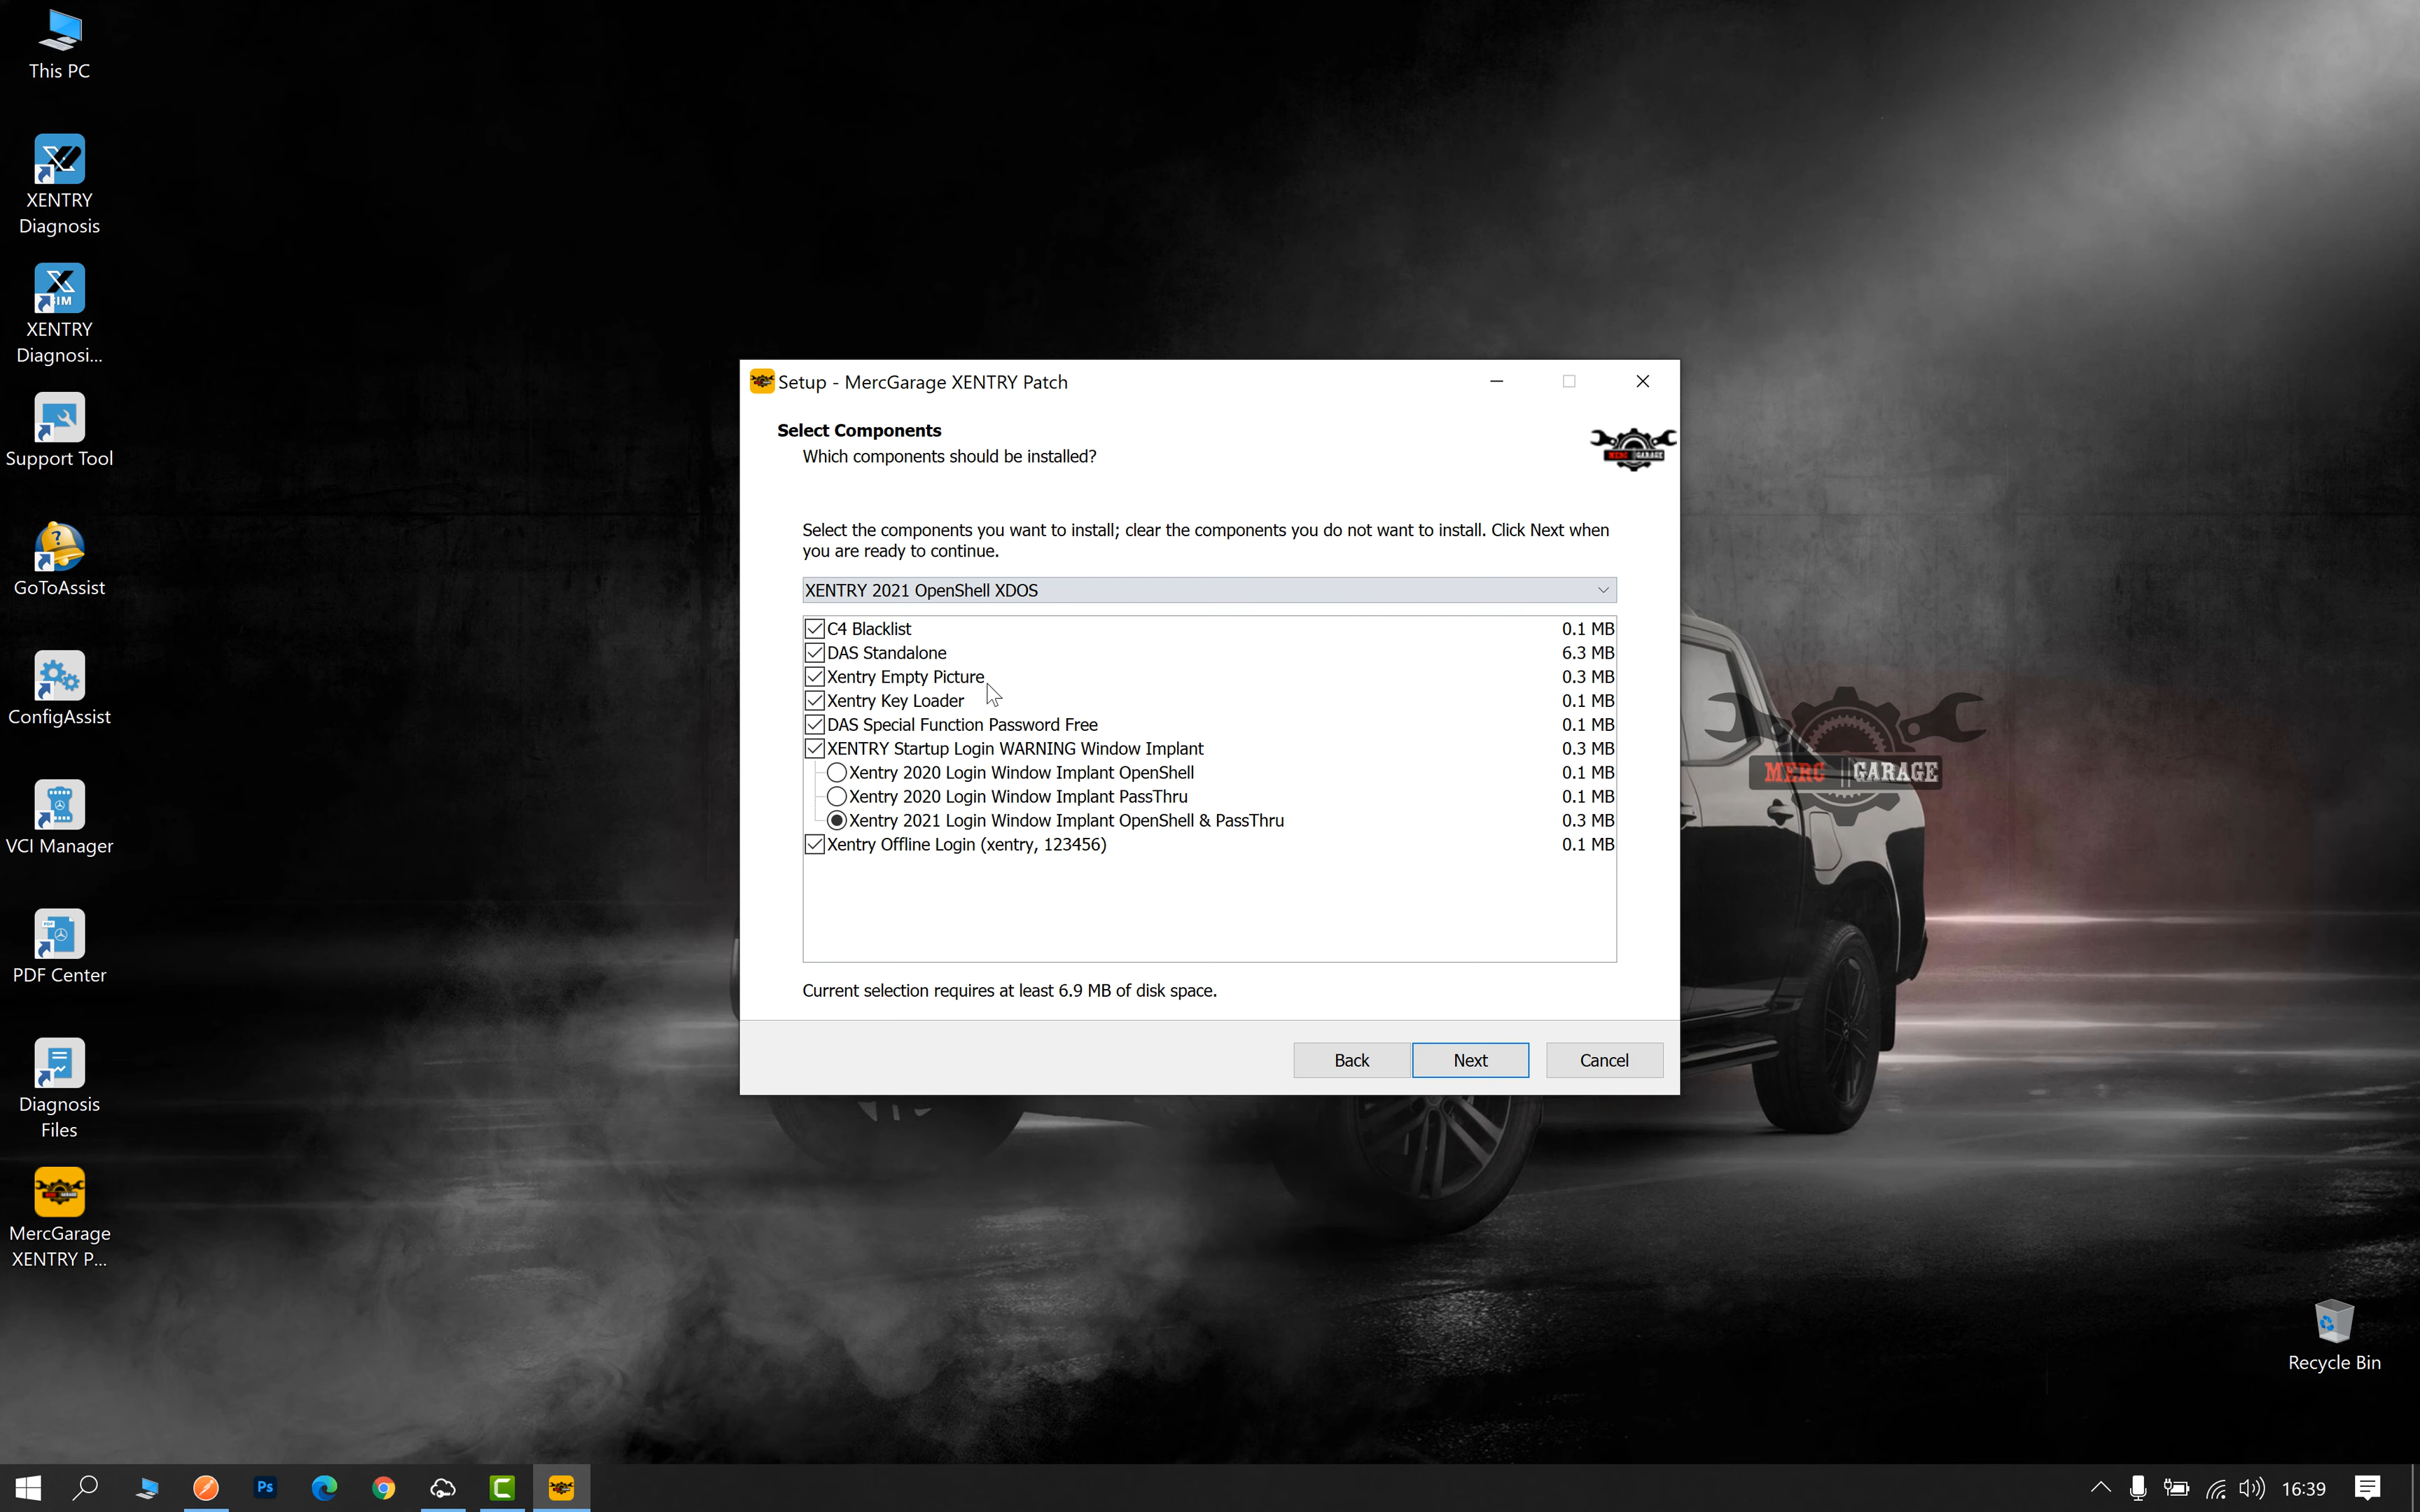 This PC
XENTRY
Diagnosis
SIM
XENTRY
Diagnosi...
Support Tool
?
GoToAssist
ConfigAssist
VCI Manager
PDF
PDF Center
Diagnosis
Files
MERC GARAGE
MercGarage
XENTRY P...
Setup - MercGarage XENTRY Patch
Select Components
Which components should be installed?
MERC GARAGE
Select the components you want to install; clear the components you do not want to install. Click Next when
you are ready to continue.
XENTRY 2021 OpenShell XDOS
C4 Blacklist 0.1 MB
DAS Standalone 6.3 MB
Xentry Empty Picture 0.3 MB
Xentry Key Loader 0.1 MB
DAS Special Function Password Free 0.1 MB
XENTRY Startup Login WARNING Window Implant 0.3 MB
Xentry 2020 Login Window Implant OpenShell 0.1 MB
Xentry 2020 Login Window Implant PassThru 0.1 MB
Xentry 2021 Login Window Implant OpenShell & PassThru 0.3 MB
Xentry Offline Login (xentry, 123456) 0.1 MB
Current selection requires at least 6.9 MB of disk space.
Back Next Cancel
MERC GARAGE
Recycle Bin
Ps
16:39